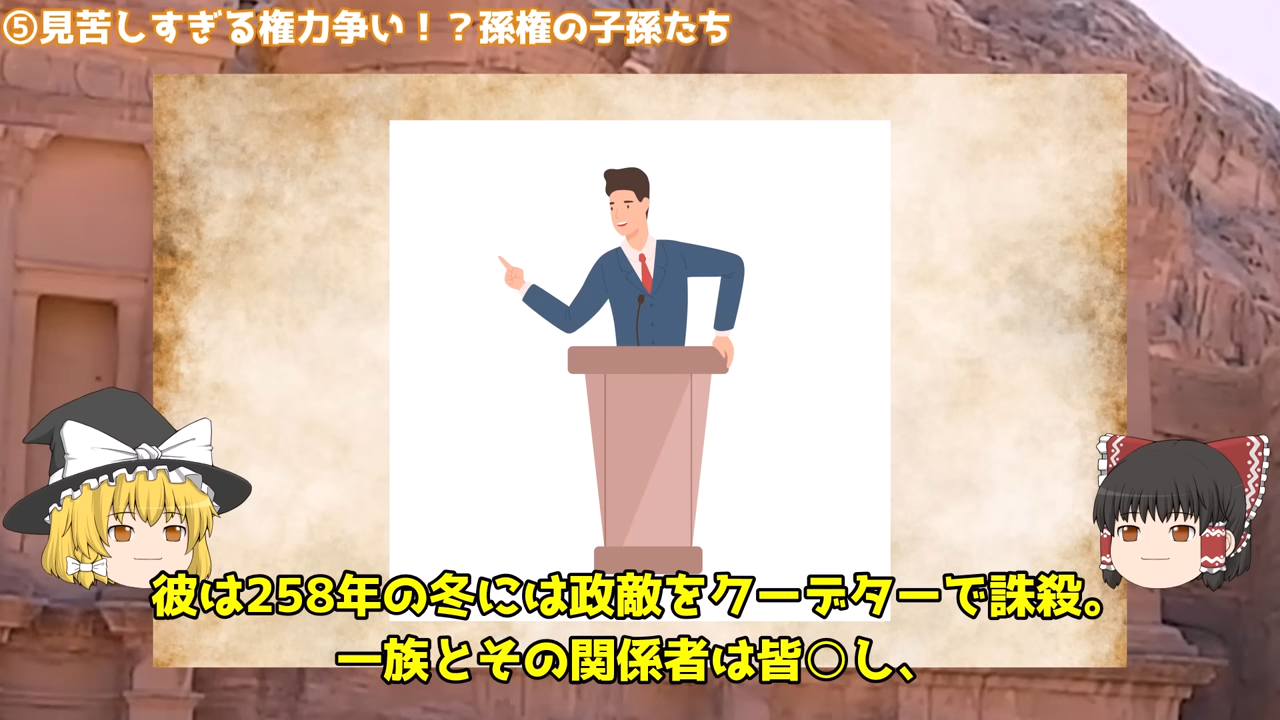 ⑤見苦しすぎる権力争い！？孫権の子孫たち
彼は258年の冬には政敵をクーデターで誅殺。
一族とその関係者は皆○し、